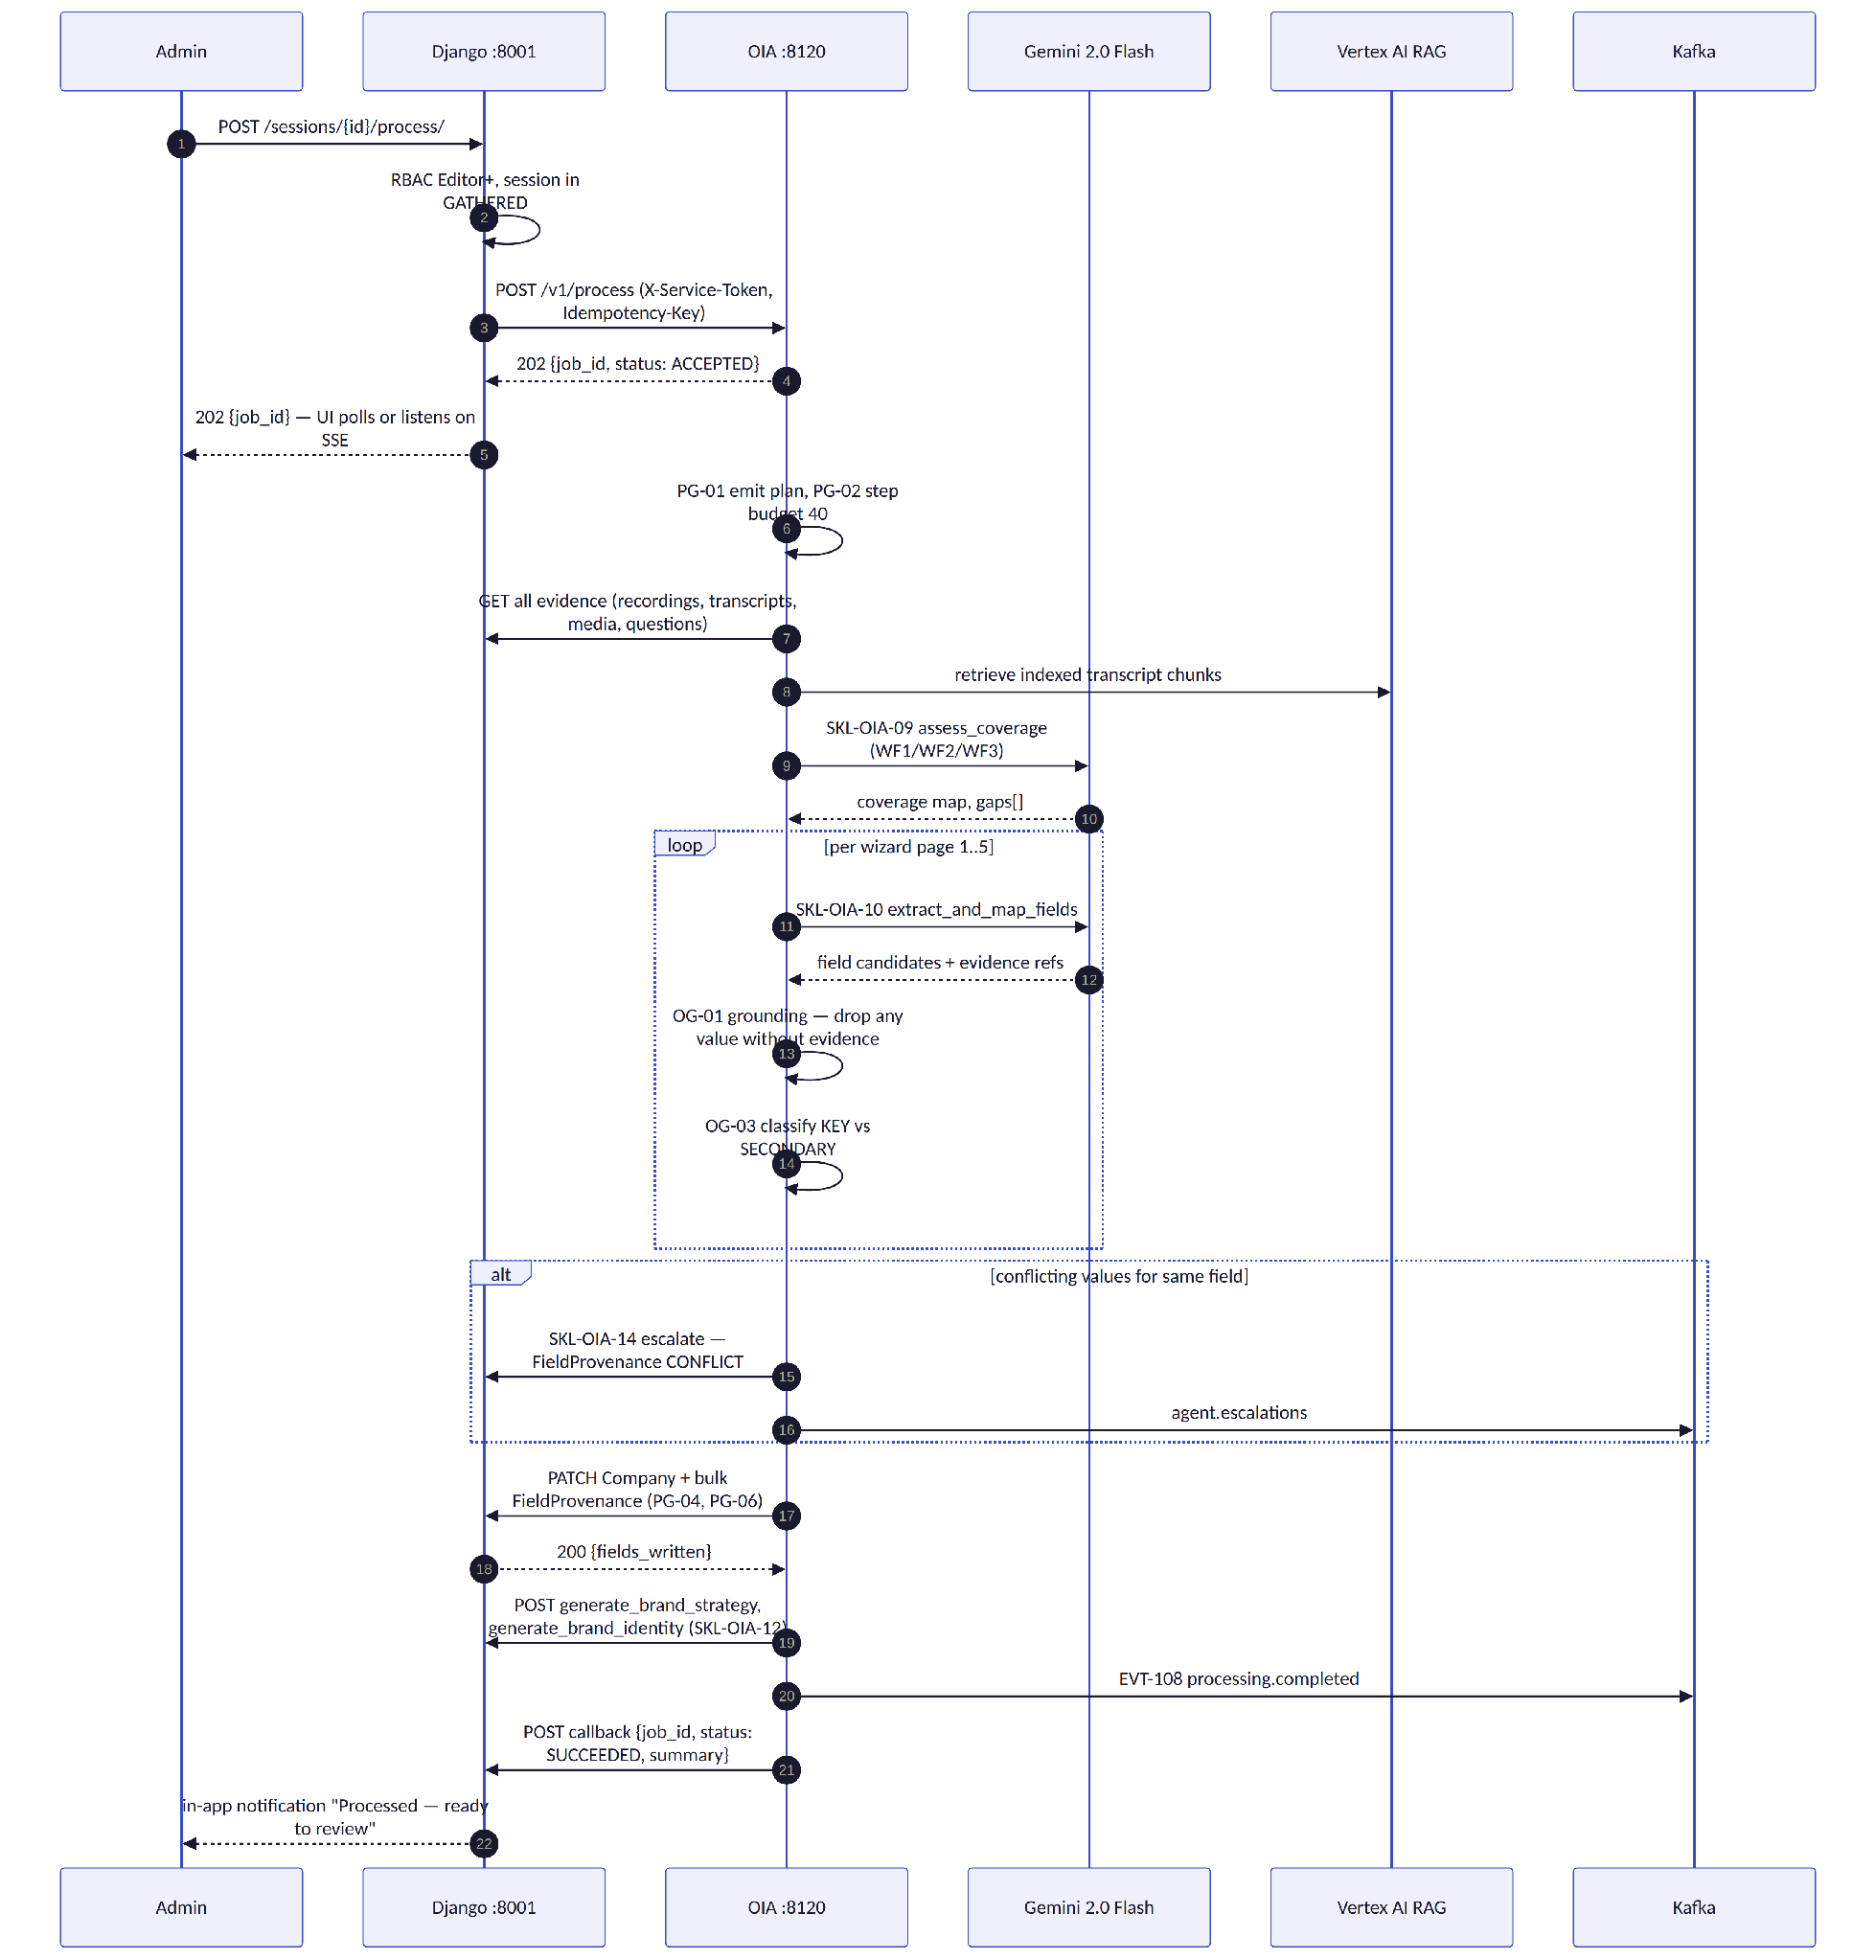 Admin
Django :8001
OIA :8120
Gemini 2.0 Flash
Vertex AI RAG
Kafka
POST /sessions/{id}/process/
1
RBAC Editor+, session in
GATHERED
2
POST /v1/process (X-Service-Token,
Idempotency-Key)
3
202 {job_id, status: ACCEPTED}
4
202 {job_id} — UI polls or listens on
SSE
5
PG-01 emit plan, PG-02 step
budget 40
6
GET all evidence (recordings, transcripts,
media, questions)
7
retrieve indexed transcript chunks
8
SKL-OIA-09 assess_coverage
(WF1/WF2/WF3)
9
coverage map, gaps[]
10
loop
[per wizard page 1..5]
SKL-OIA-10 extract_and_map_fields
11
field candidates + evidence refs
12
OG-01 grounding — drop any
value without evidence
13
OG-03 classify KEY vs
SECONDARY
14
alt
[conflicting values for same field]
SKL-OIA-14 escalate —
FieldProvenance CONFLICT
15
agent.escalations
16
PATCH Company + bulk
FieldProvenance (PG-04, PG-06)
17
200 {fields_written}
18
POST generate_brand_strategy,
generate_brand_identity (SKL-OIA-12)
19
EVT-108 processing.completed
20
POST callback {job_id, status:
SUCCEEDED, summary}
21
in-app notification "Processed — ready
to review"
22
Admin
Django :8001
OIA :8120
Gemini 2.0 Flash
Vertex AI RAG
Kafka